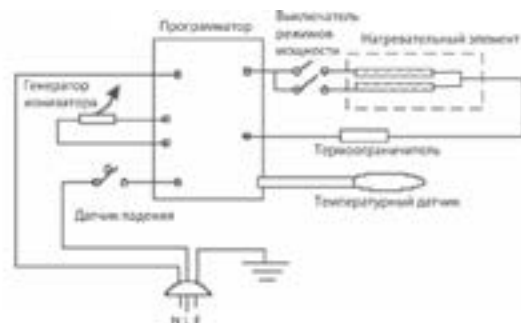 Программатор
Выключатель
режимов
мощности
Нагревательный элемент
Генератор
ионизатора
Термоограничитель
Датчик падения
Температурный датчик
N L E